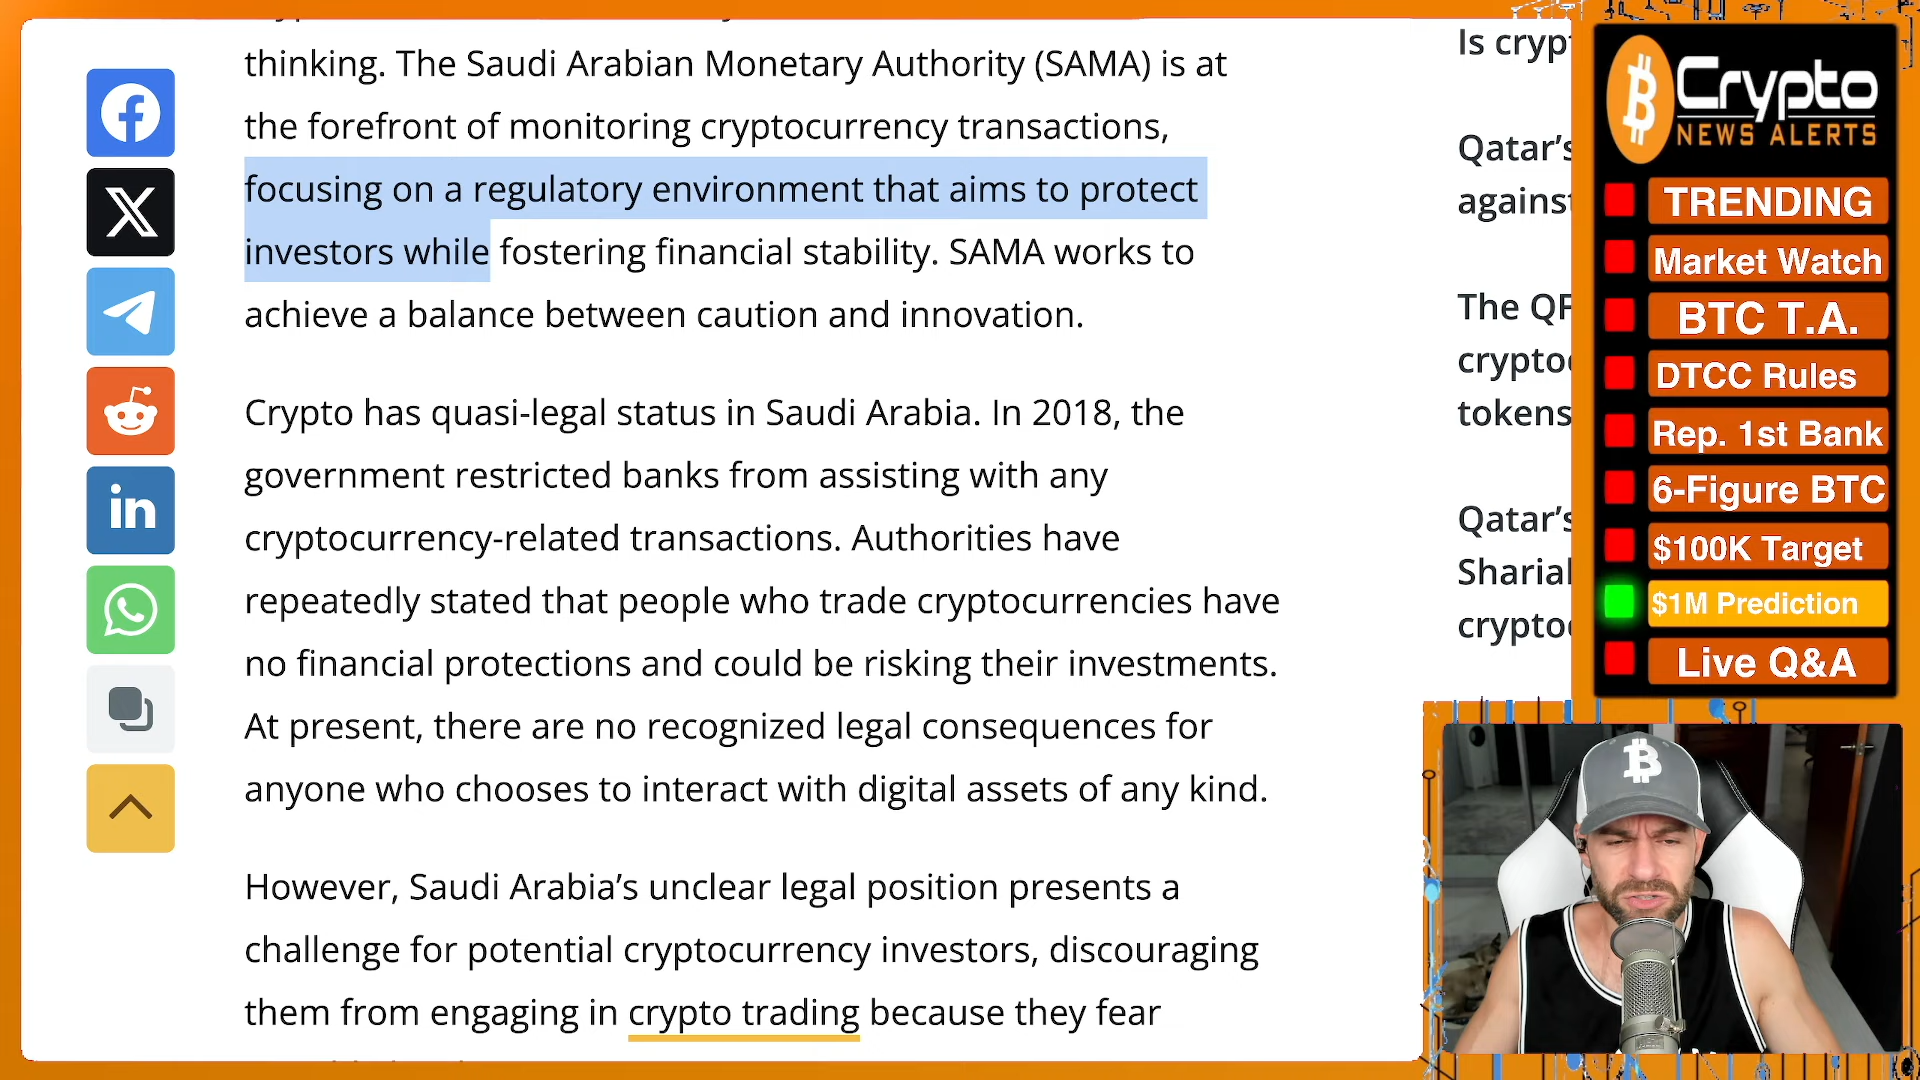 thinking. The Saudi Arabian Monetary Authority (SAMA) is at
the forefront of monitoring cryptocurrency transactions,
focusing on a regulatory environment that aims to protect
investors while fostering financial stability. SAMA works to
achieve a balance between caution and innovation.
Crypto has quasi-legal status in Saudi Arabia. In 2018, the
government restricted banks from assisting with any
cryptocurrency-related transactions. Authorities have
repeatedly stated that people who trade cryptocurrencies have
no financial protections and could be risking their investments.
At present, there are no recognized legal consequences for
anyone who chooses to interact with digital assets of any kind.
However, Saudi Arabia’s unclear legal position presents a
challenge for potential cryptocurrency investors, discouraging
them from engaging in crypto trading because they fear
Is cryp
Qatar’s
against
The QF
crypto
tokens
Qatar’s
Sharia
crypto
Crypto
NEWS ALERTS
TRENDING
Market Watch
BTC T.A.
DTCC Rules
Rep. 1st Bank
6-Figure BTC
$100K Target
$1M Prediction
Live Q&A